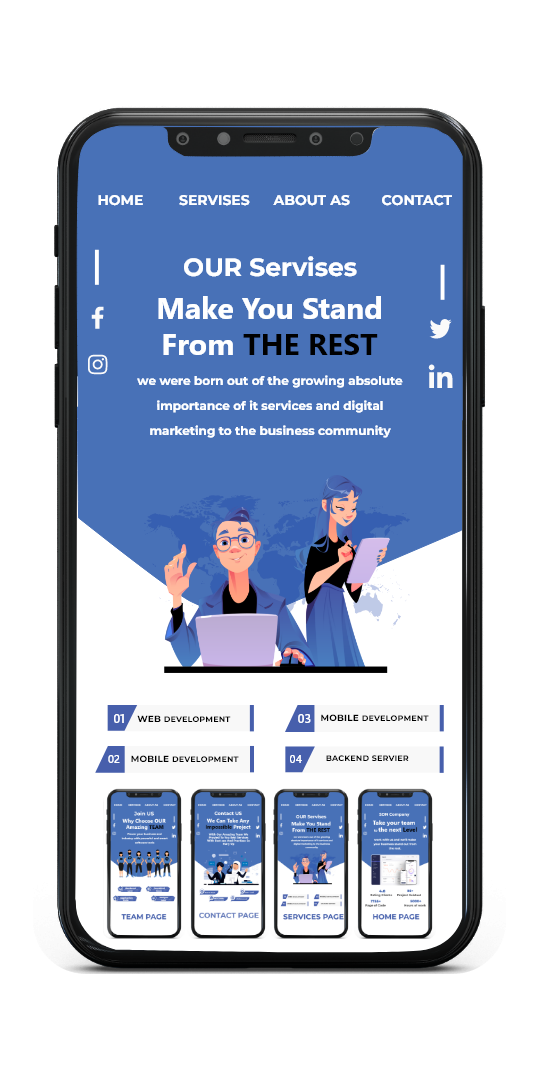 HOME SERVISES ABOUT AS CONTACT
OUR Servises
Make You Stand
From THE REST
we were born out of the growing absolute
importance of it services and digital
marketing to the business community
01 WEB DEVELOPMENT
03 MOBILE DEVELOPMENT
02 MOBILE DEVELOPMENT
04 BACKEND SERVIER
Join US
Why Choose OUR
Amazing TEAM
TEAM PAGE
Contact US
We Can Take Any
Impossible Project
CONTACT PAGE
OUR Servises
Make You Stand
From THE REST
SERVICES PAGE
Take your team
to the next Level
HOME PAGE